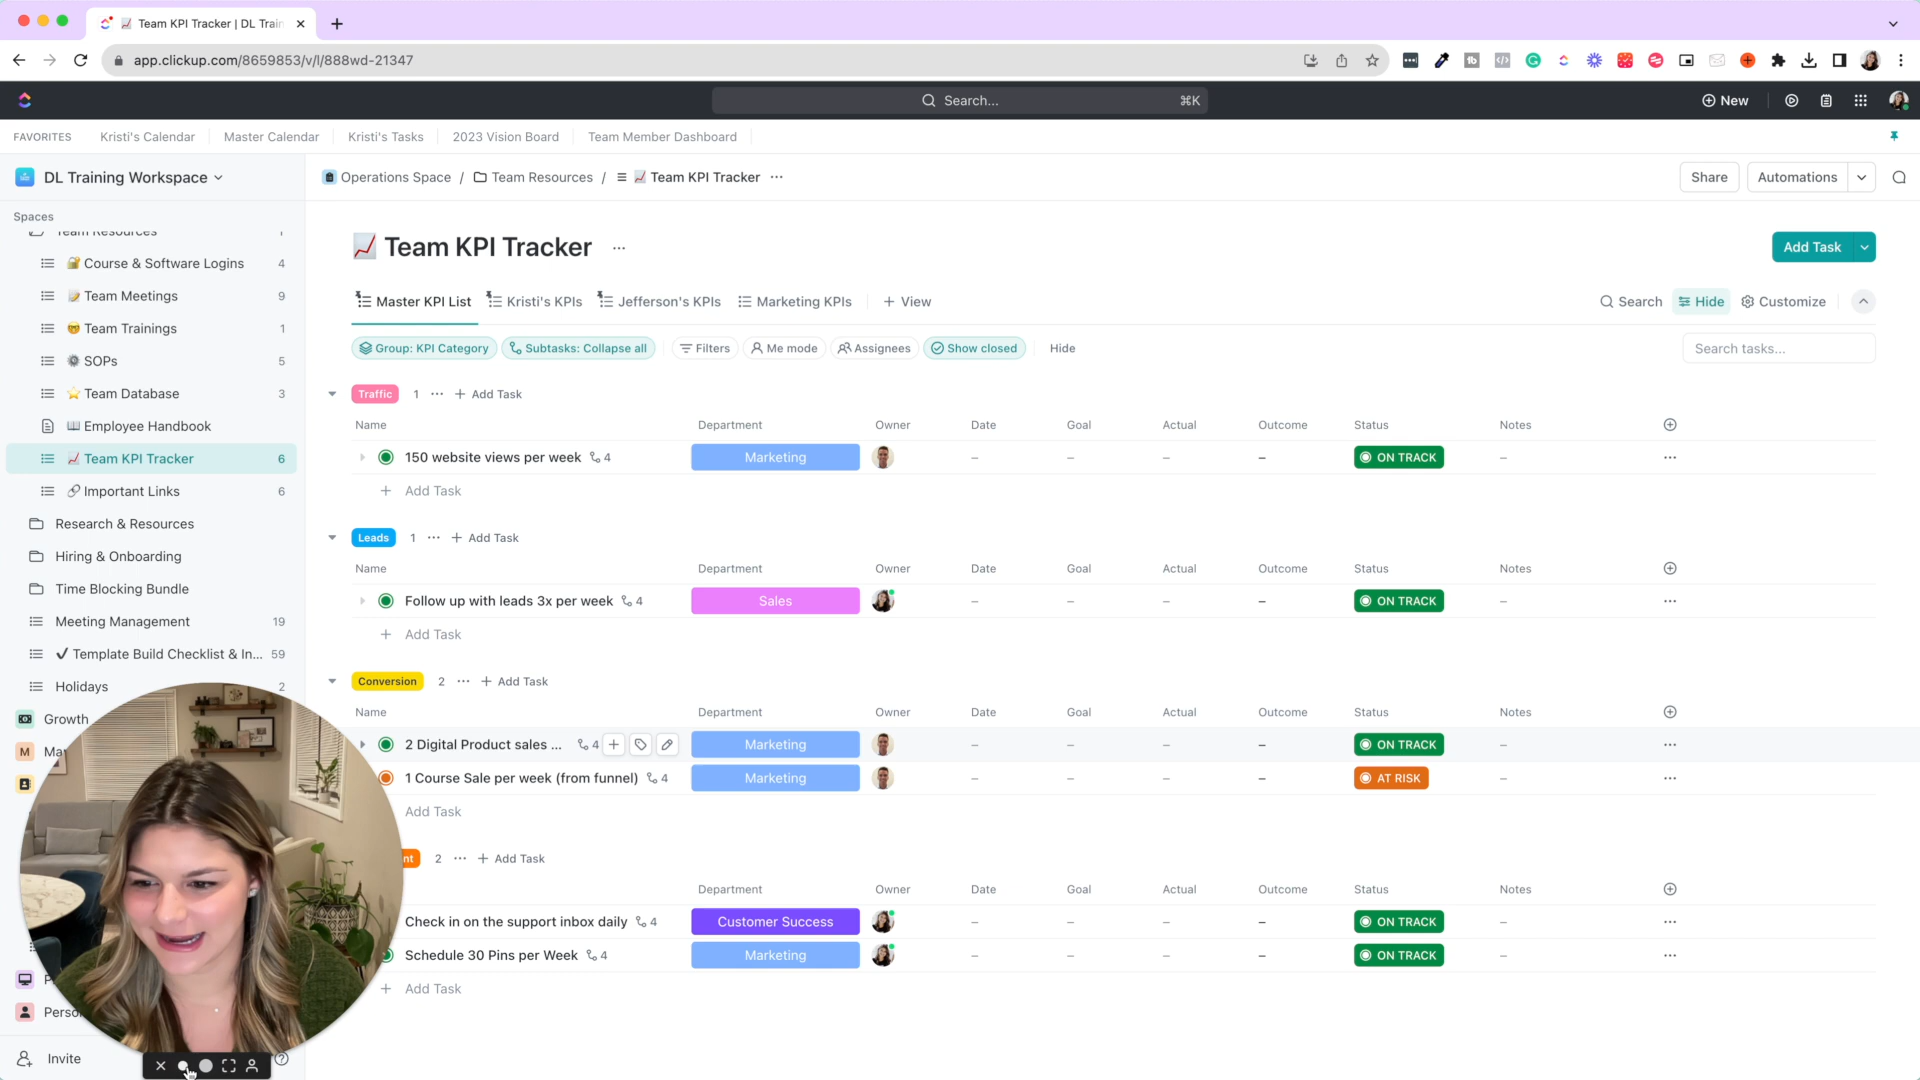 Team KPI Tracker | DL Train
app.clickup.com/8659853/v/l/888wd-21347
Search... ⌘K
New
FAVORITES Kristi's Calendar Master Calendar Kristi's Tasks 2023 Vision Board Team Member Dashboard
DL Training Workspace
Operations Space / Team Resources / Team KPI Tracker ...
Share Automations
Spaces
Team Resources 1
Course & Software Logins 4
Team Meetings 9
Team Trainings 1
SOPs 5
Team Database 3
Employee Handbook
Team KPI Tracker 6
Important Links 6
Research & Resources
Hiring & Onboarding
Time Blocking Bundle
Meeting Management 19
Template Build Checklist & In... 59
Holidays 2
Growth
M Ma
P
Perso
Invite
Team KPI Tracker ...
Add Task
Master KPI List Kristi's KPIs Jefferson's KPIs Marketing KPIs + View
Search Hide Customize
Group: KPI Category Subtasks: Collapse all Filters Me mode Assignees Show closed Hide
Search tasks...
Traffic 1 ... + Add Task
Name Department Owner Date Goal Actual Outcome Status Notes
150 website views per week 4 Marketing – – – – ON TRACK – ...
+ Add Task
Leads 1 ... + Add Task
Name Department Owner Date Goal Actual Outcome Status Notes
Follow up with leads 3x per week 4 Sales – – – – ON TRACK – ...
+ Add Task
Conversion 2 ... + Add Task
Name Department Owner Date Goal Actual Outcome Status Notes
2 Digital Product sales ... 4 Marketing – – – – ON TRACK – ...
1 Course Sale per week (from funnel) 4 Marketing – – – – AT RISK – ...
Add Task
nt 2 ... + Add Task
Department Owner Date Goal Actual Outcome Status Notes
Check in on the support inbox daily 4 Customer Success – – – – ON TRACK – ...
Schedule 30 Pins per Week 4 Marketing – – – – ON TRACK – ...
+ Add Task